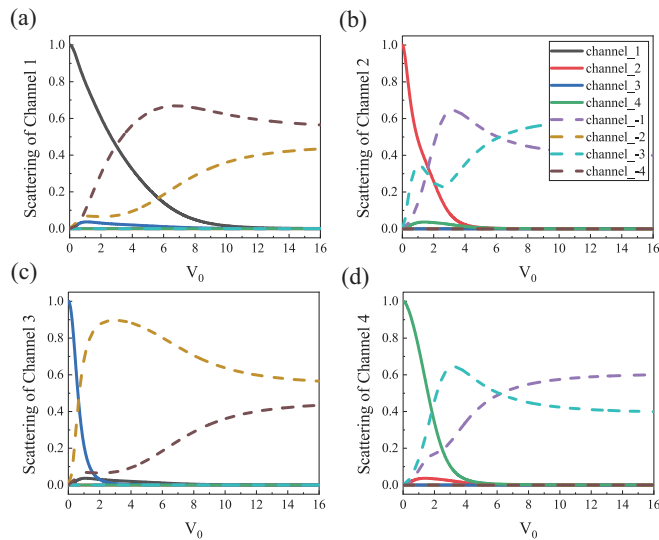 (a)
Scattering of Channel 1
1.0
0.8
0.6
0.4
0.2
0.0
0 2 4 6 8 10 12 14 16
V0
(b)
Scattering of Channel 2
1.0
0.8
0.6
0.4
0.2
0.0
0 2 4 6 8 10 12 14 16
V0
channel_1
channel_2
channel_3
channel_4
channel_-1
channel_-2
channel_-3
channel_-4
(c)
Scattering of Channel 3
1.0
0.8
0.6
0.4
0.2
0.0
0 2 4 6 8 10 12 14 16
V0
(d)
Scattering of Channel 4
1.0
0.8
0.6
0.4
0.2
0.0
0 2 4 6 8 10 12 14 16
V0